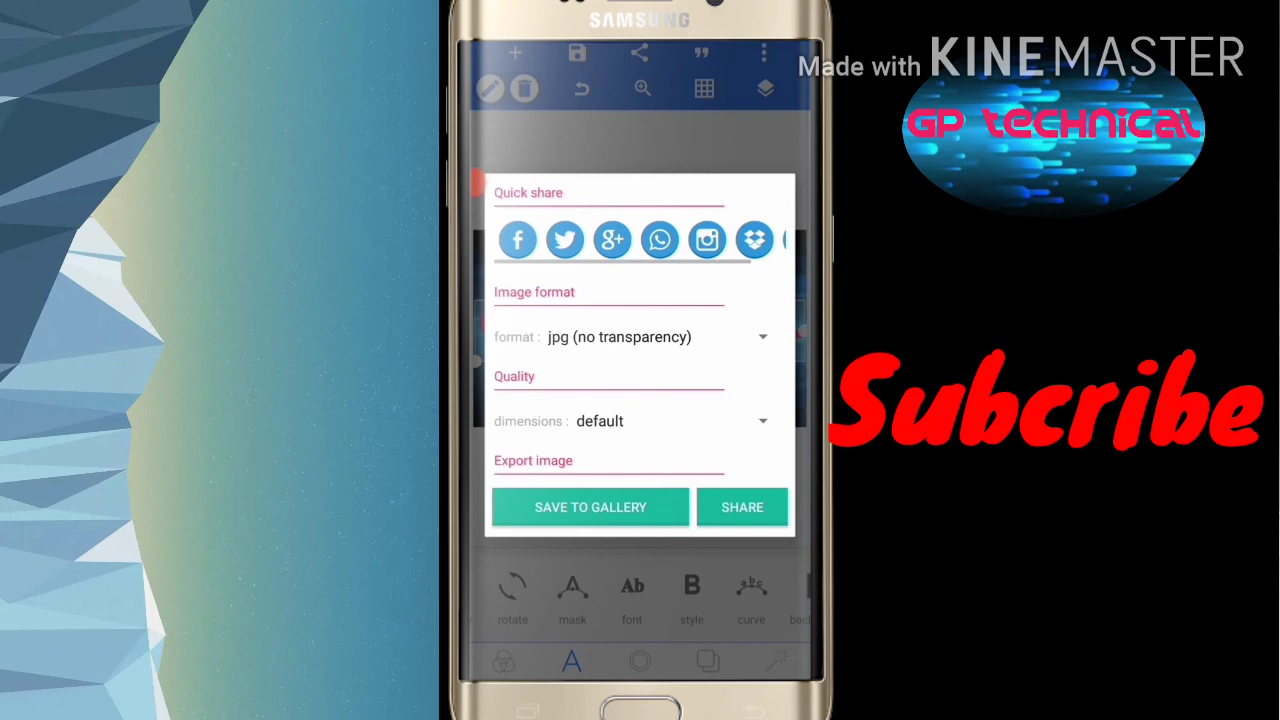 SAMSUNG
Made with KINEMASTER
GP TECHNICAL
Quick share
Image format
format : jpg (no transparency)
Quality
dimensions : default
Export image
SAVE TO GALLERY
SHARE
Subcribe
rotate
mask
font
style
curve